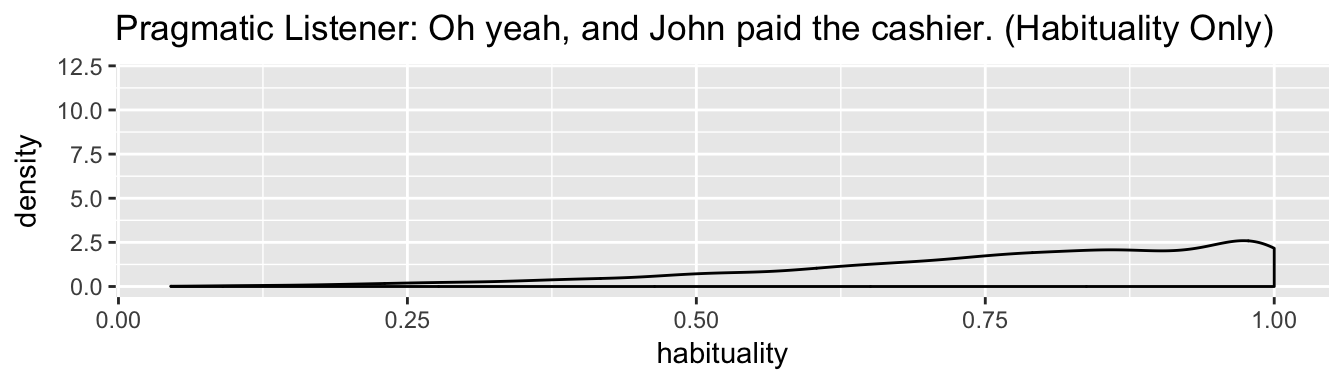 Pragmatic Listener: Oh yeah, and John paid the cashier. (Habituality Only)
12.5
10.0
7.5
5.0
2.5
0.0
density
0.00 0.25 0.50 0.75 1.00
habituality